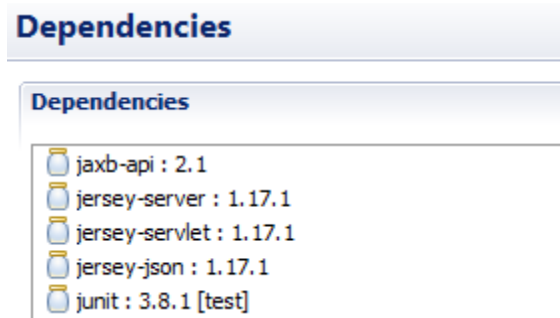 Dependencies
Dependencies
jaxb-api : 2.1
jersey-server : 1.17.1
jersey-servlet : 1.17.1
jersey-json : 1.17.1
junit : 3.8.1 [test]